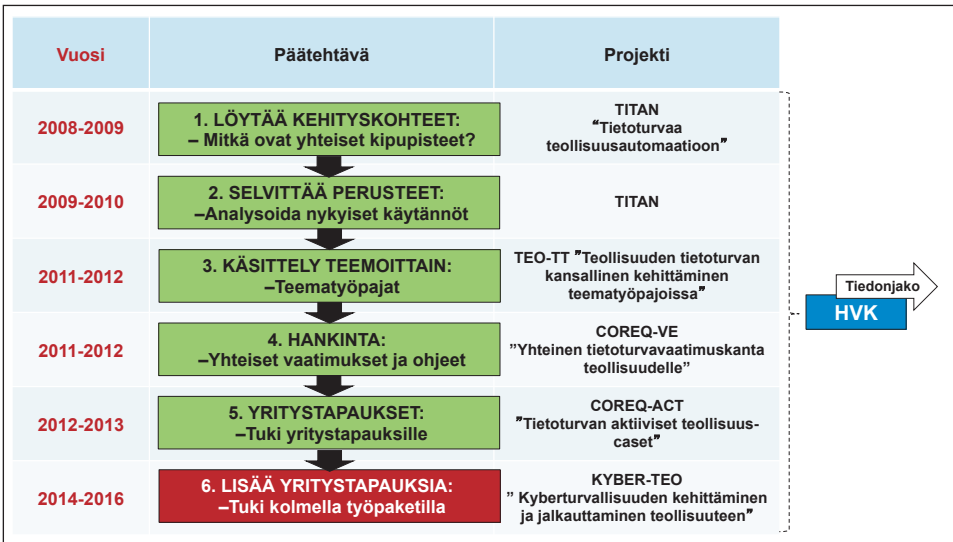 Vuosi
Päätehtävä
Projekti
2008-2009
1. LÖYTÄÄ KEHITYSKOHTEET:
– Mitkä ovat yhteiset kipupisteet?
TITAN
"Tietoturvaa
teollisuusautomaatioon"
2009-2010
2. SELVITTÄÄ PERUSTEET:
–Analysoida nykyiset käytännöt
TITAN
2011-2012
3. KÄSITTELY TEEMOITTAIN:
–Teematyöpajat
TEO-TT "Teollisuuden tietoturvan
kansallinen kehittäminen
teematyöpajoissa"
2011-2012
4. HANKINTA:
–Yhteiset vaatimukset ja ohjeet
COREQ-VE
”Yhteinen tietoturvavaatimuskanta
teollisuudelle”
2012-2013
5. YRITYSTAPAUKSET:
–Tuki yritystapauksille
COREQ-ACT
"Tietoturvan aktiiviset teollisuus-
caset"
2014-2016
6. LISÄÄ YRITYSTAPAUKSIA:
–Tuki kolmella työpaketilla
KYBER-TEO
” Kyberturvallisuuden kehittäminen
ja jalkauttaminen teollisuuteen"
Tiedonjako
HVK